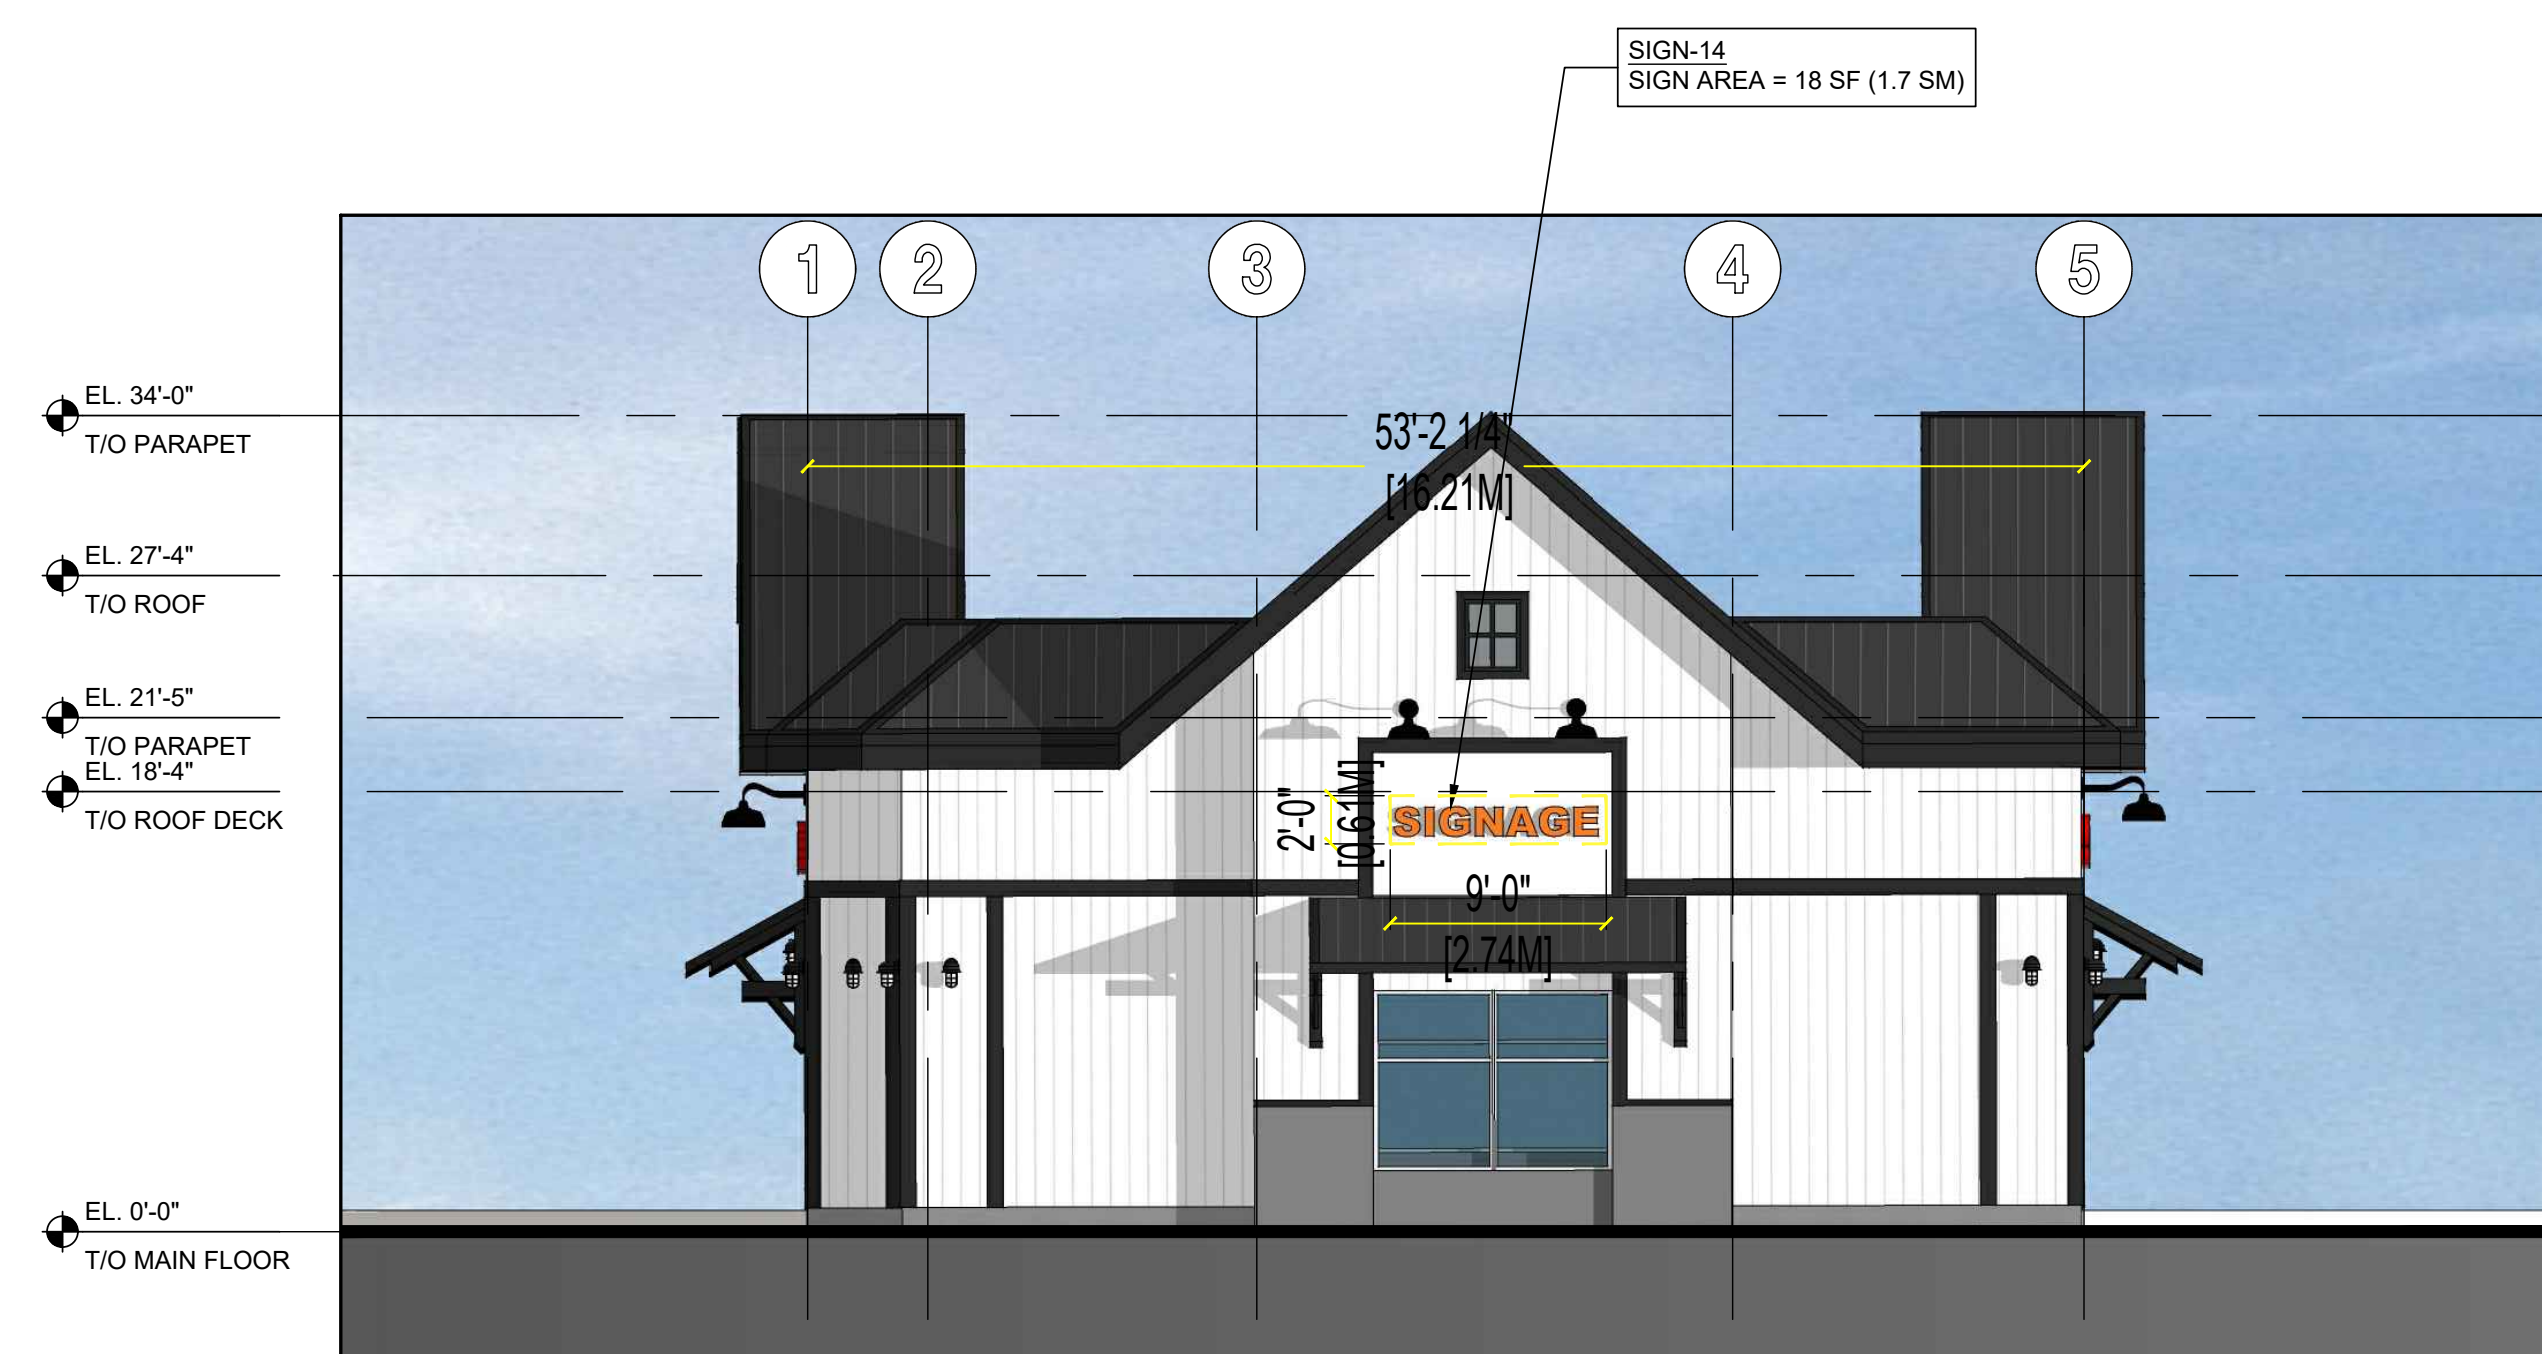 SIGN-14
SIGN AREA = 18 SF (1.7 SM)
1
2
3
4
5
EL. 34'-0"
T/O PARAPET
53'-2 1/4"
[16.21M]
EL. 27'-4"
T/O ROOF
EL. 21'-5"
T/O PARAPET
EL. 18'-4"
T/O ROOF DECK
2'-0"
[0.61M]
SIGNAGE
9'-0"
[2.74M]
EL. 0'-0"
T/O MAIN FLOOR